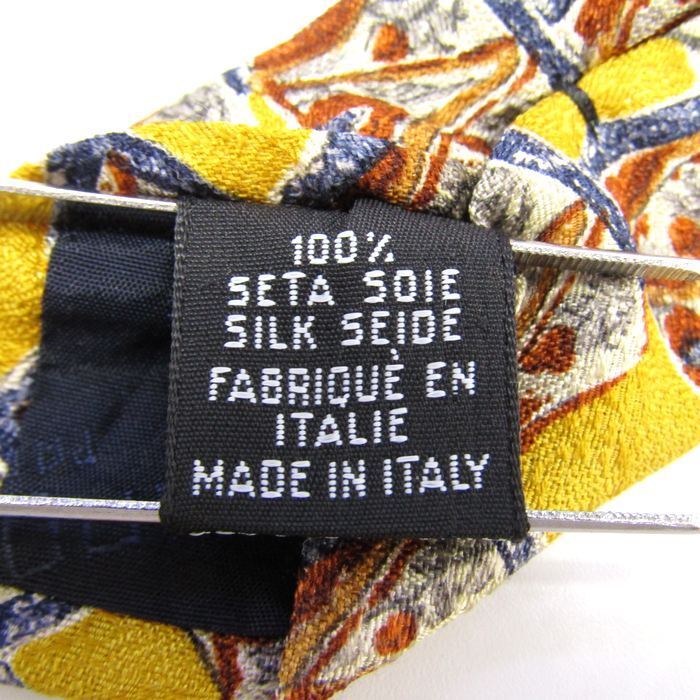 100%
SETA SOIE
SILK SEIDE
FABRIQUÈ EN
ITALIE
MADE IN ITALY